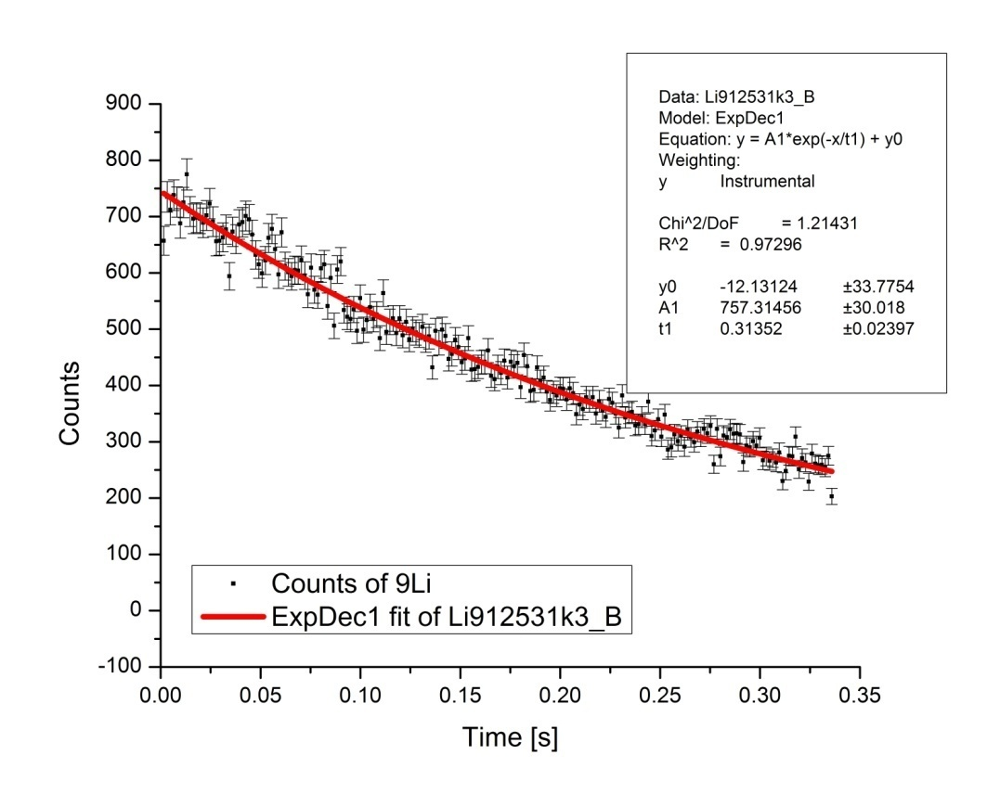 Data: Li912531k3_B
Model: ExpDec1
Equation: y = A1*exp(-x/t1) + y0
Weighting:
y Instrumental
Chi^2/DoF = 1.21431
R^2 = 0.97296
y0 -12.13124 ±33.7754
A1 757.31456 ±30.018
t1 0.31352 ±0.02397
900
800
700
600
500
400
300
200
100
0
-100
Counts
Counts of 9Li
ExpDec1 fit of Li912531k3_B
0.00 0.05 0.10 0.15 0.20 0.25 0.30 0.35
Time [s]